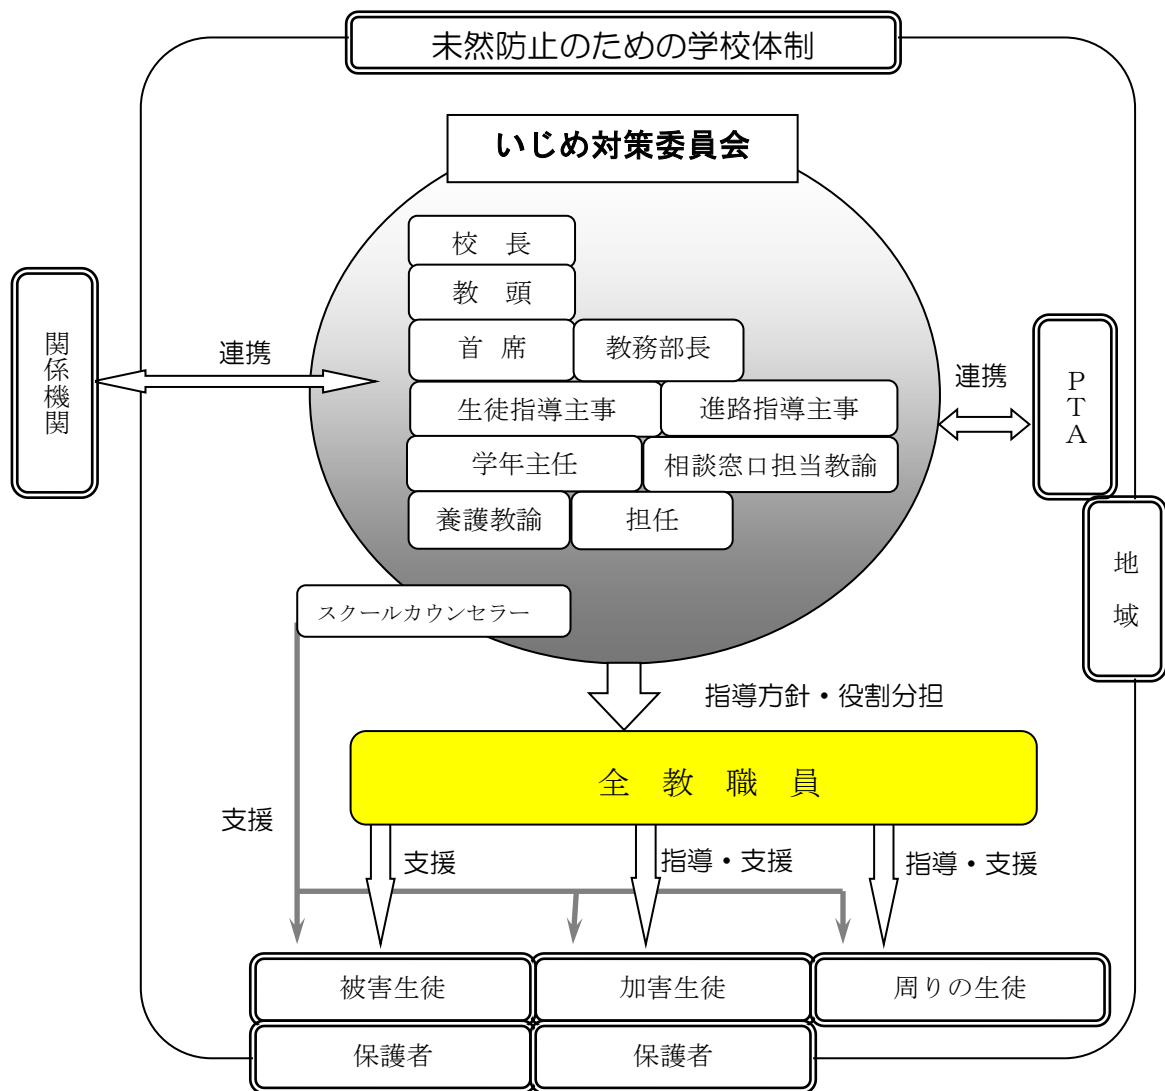 未然防止のための学校体制
いじめ対策委員会
校　長
教　頭
首 席
教務部長
生徒指導主事
進路指導主事
学年主任
相談窓口担当教諭
養護教諭
担任
スクールカウンセラー
関係機関
連携
連携
ＰＴＡ
地域
指導方針・役割分担
全　教　職　員
支援
支援
指導・支援
指導・支援
被害生徒
加害生徒
周りの生徒
保護者
保護者